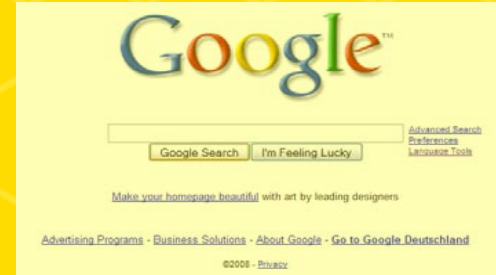 Google™
Advanced Search
Preferences
Language Tools
Google Search I'm Feeling Lucky
Make your homepage beautiful with art by leading designers
Advertising Programs - Business Solutions - About Google - Go to Google Deutschland
©2008 - Privacy